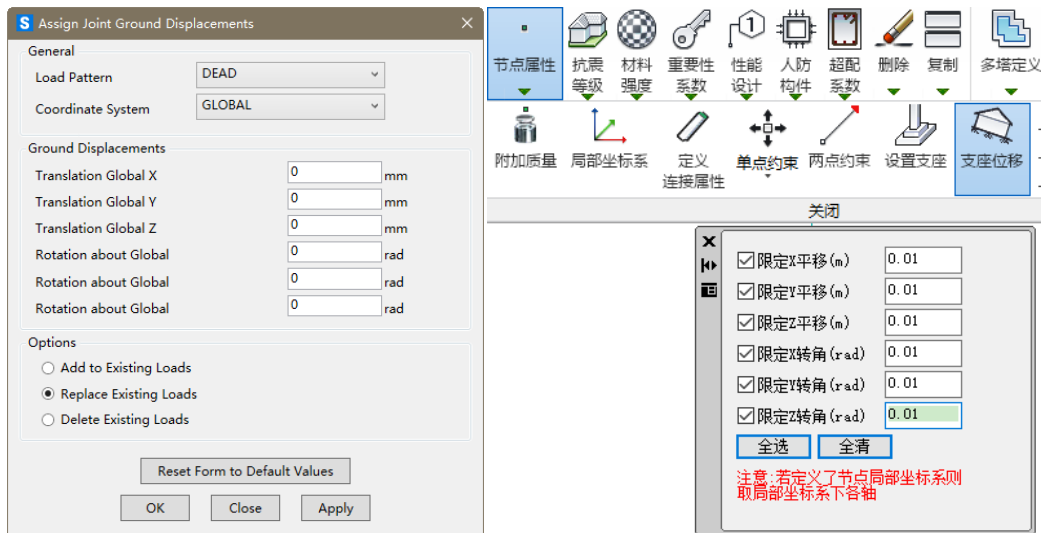 S Assign Joint Ground Displacements
General
Load Pattern DEAD
Coordinate System GLOBAL
Ground Displacements
Translation Global X 0 mm
Translation Global Y 0 mm
Translation Global Z 0 mm
Rotation about Global 0 rad
Rotation about Global 0 rad
Rotation about Global 0 rad
Options
Add to Existing Loads
Replace Existing Loads
Delete Existing Loads
Reset Form to Default Values
OK Close Apply
节点属性 抗震等级 材料强度 重要性系数 性能设计 人防构件 超配系数 删除 复制 多塔定义
附加质量 局部坐标系 定义连接属性 单点约束 两点约束 设置支座 支座位移
关闭
限定X平移(m) 0.01
限定Y平移(m) 0.01
限定Z平移(m) 0.01
限定X转角(rad) 0.01
限定Y转角(rad) 0.01
限定Z转角(rad) 0.01
全选 全清
注意:若定义了节点局部坐标系则
取局部坐标系下各轴